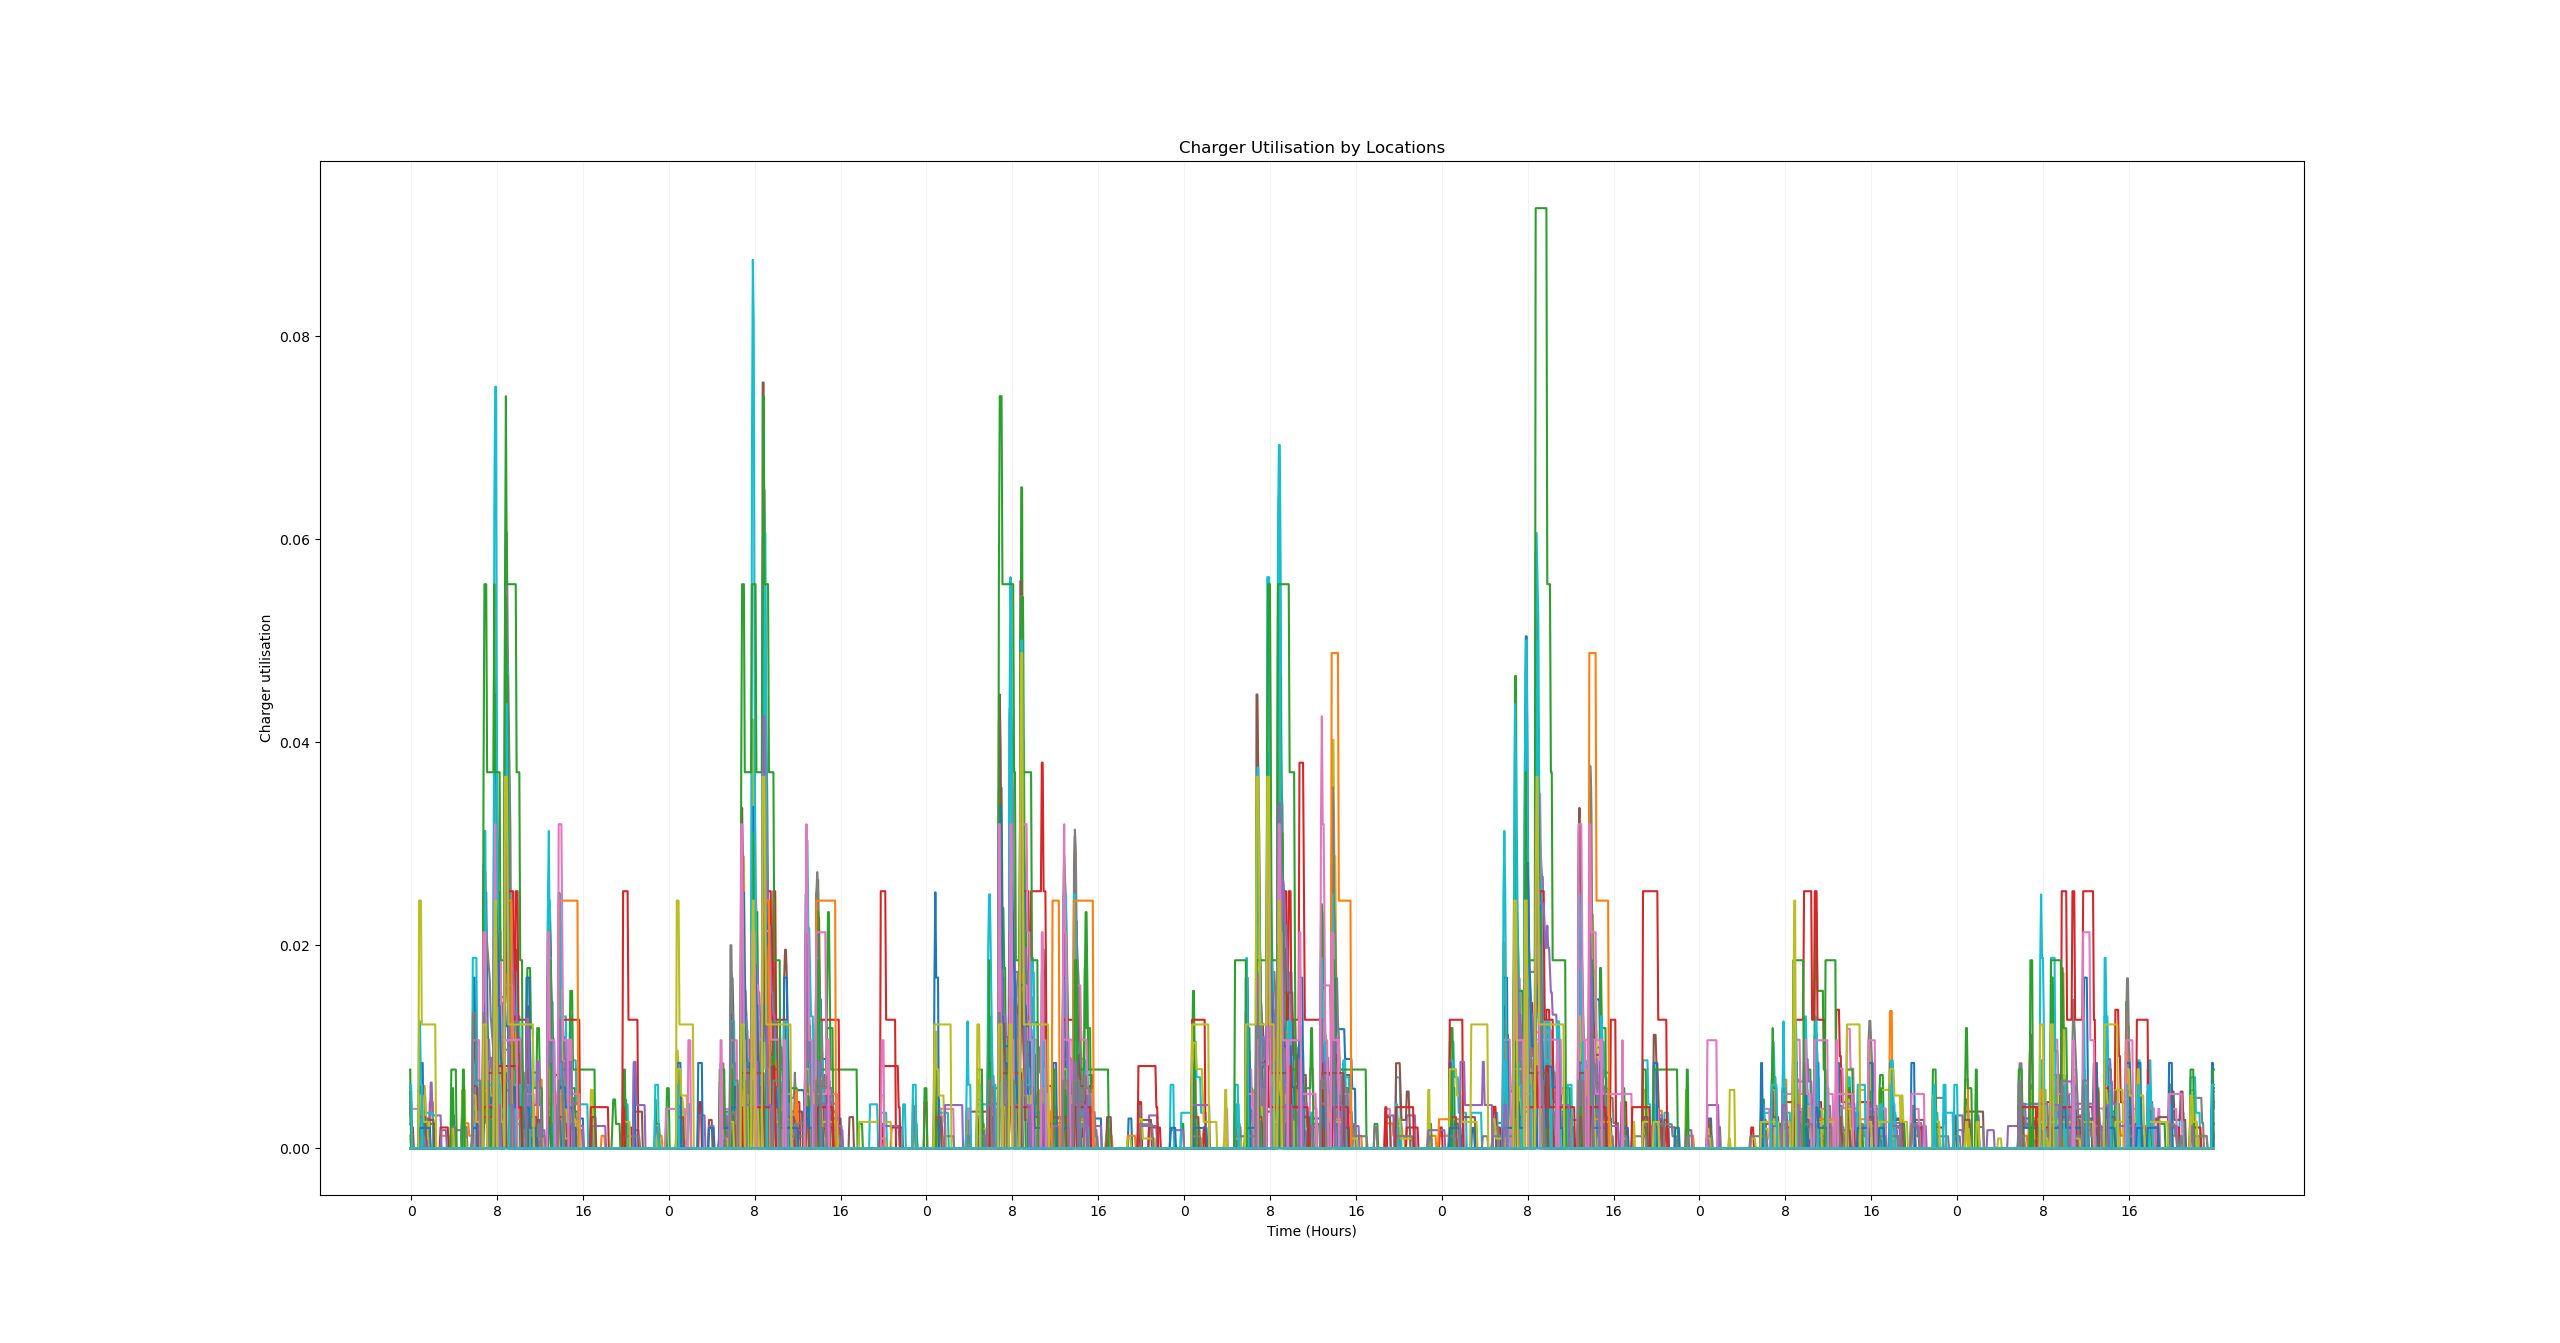 Charger Utilisation by Locations
Charger utilisation
0.08
0.06
0.04
0.02
0.00
0 8 16 0 8 16 0 8 16 0 8 16 0 8 16 0 8 16 0 8 16
Time (Hours)